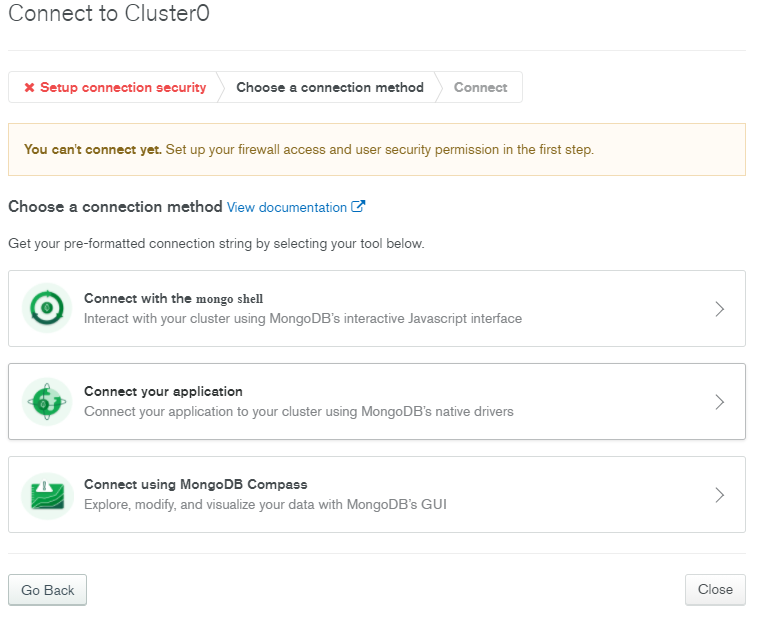 Connect to Cluster0
✖ Setup connection security Choose a connection method Connect
You can't connect yet. Set up your firewall access and user security permission in the first step.
Choose a connection method View documentation
Get your pre-formatted connection string by selecting your tool below.
Connect with the mongo shell
Interact with your cluster using MongoDB's interactive Javascript interface
Connect your application
Connect your application to your cluster using MongoDB's native drivers
Connect using MongoDB Compass
Explore, modify, and visualize your data with MongoDB's GUI
Go Back Close